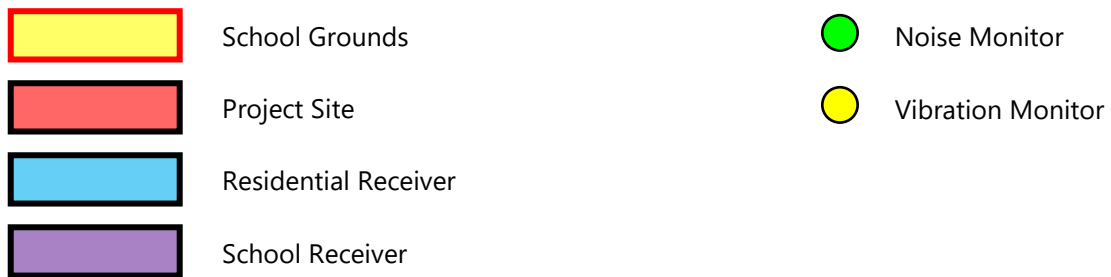 School Grounds
Project Site
Residential Receiver
School Receiver
Noise Monitor
Vibration Monitor